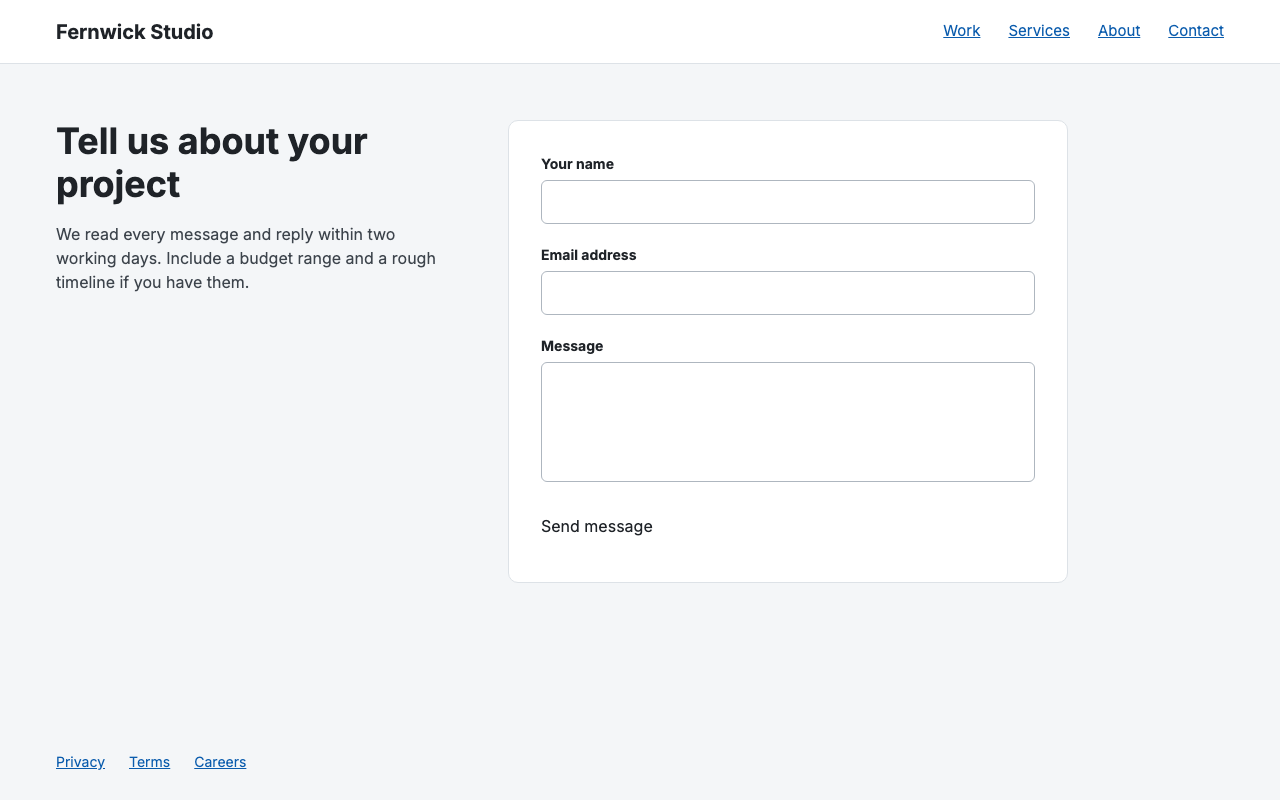 Fernwick Studio
Work Services About Contact
Tell us about your
project
We read every message and reply within two
working days. Include a budget range and a rough
timeline if you have them.
Your name
Email address
Message
Send message
Privacy Terms Careers